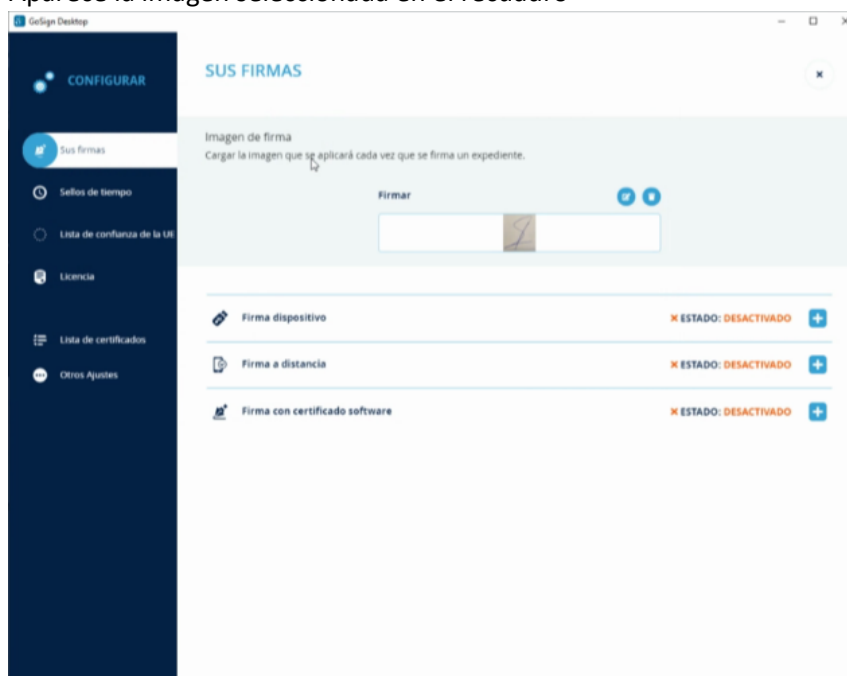 Aparece la imagen seleccionada en el recuadro
GoSign Desktop
CONFIGURAR
SUS FIRMAS
Sus firmas
Sellos de tiempo
Lista de confianza de la UE
Licencia
Lista de certificados
Otros Ajustes
Imagen de firma
Cargar la imagen que se aplicará cada vez que se firma un expediente.
Firmar
Firma dispositivo
ESTADO: DESACTIVADO
Firma a distancia
ESTADO: DESACTIVADO
Firma con certificado software
ESTADO: DESACTIVADO